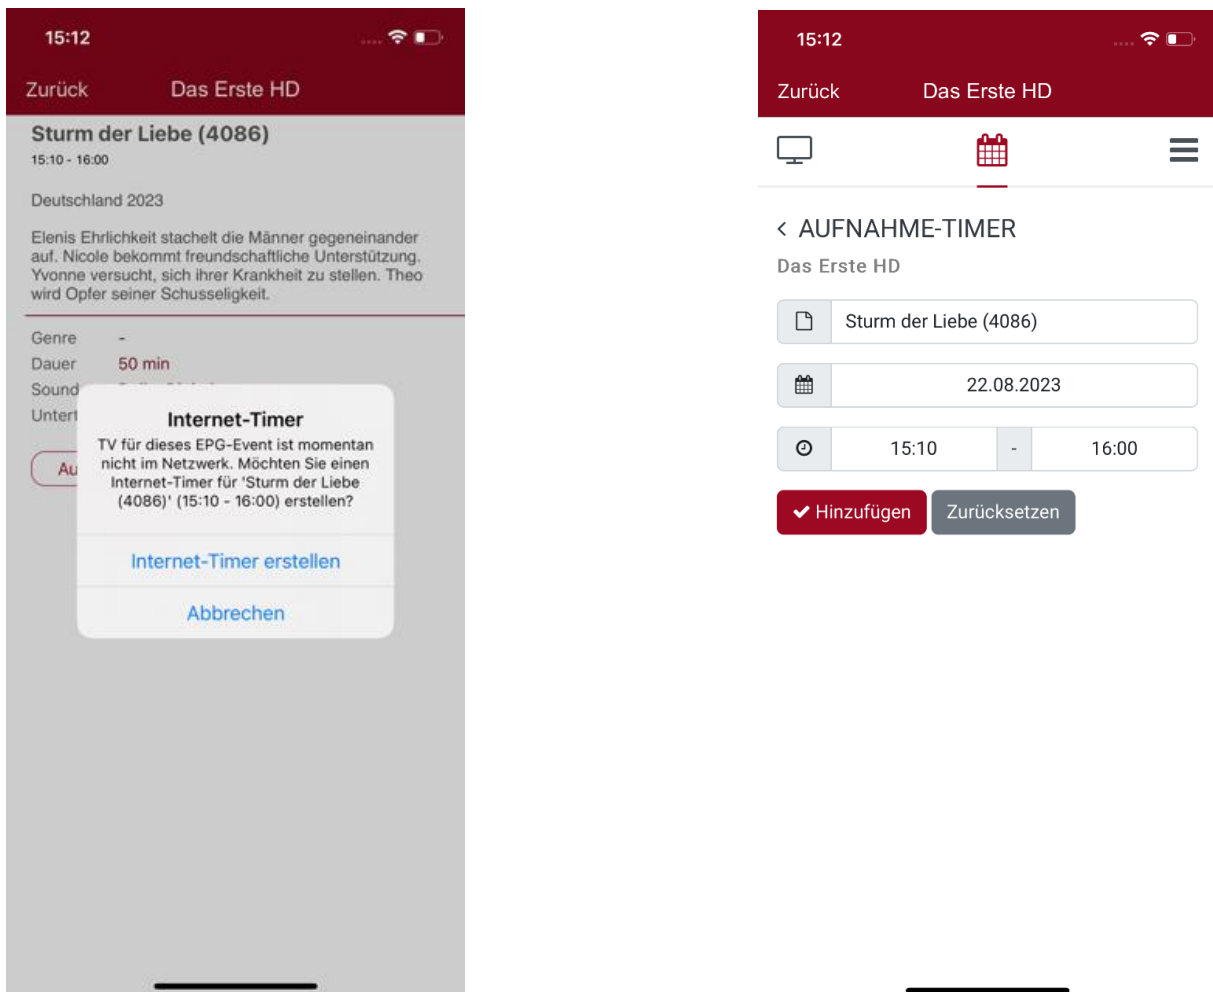 15:12
Zurück
Das Erste HD
Sturm der Liebe (4086)
15:10 - 16:00
Deutschland 2023
Elenis Ehrlichkeit stachelt die Männer gegeneinander
auf. Nicole bekommt freundschaftliche Unterstützung.
Yvonne versucht, sich ihrer Krankheit zu stellen. Theo
wird Opfer seiner Schusseligkeit.
Genre -
Dauer 50 min
Sound
Untert
Au
Internet-Timer
TV für dieses EPG-Event ist momentan
nicht im Netzwerk. Möchten Sie einen
Internet-Timer für 'Sturm der Liebe
(4086)' (15:10 - 16:00) erstellen?
Internet-Timer erstellen
Abbrechen
15:12
Zurück
Das Erste HD
< AUFNAHME-TIMER
Das Erste HD
Sturm der Liebe (4086)
22.08.2023
15:10 - 16:00
Hinzufügen
Zurücksetzen